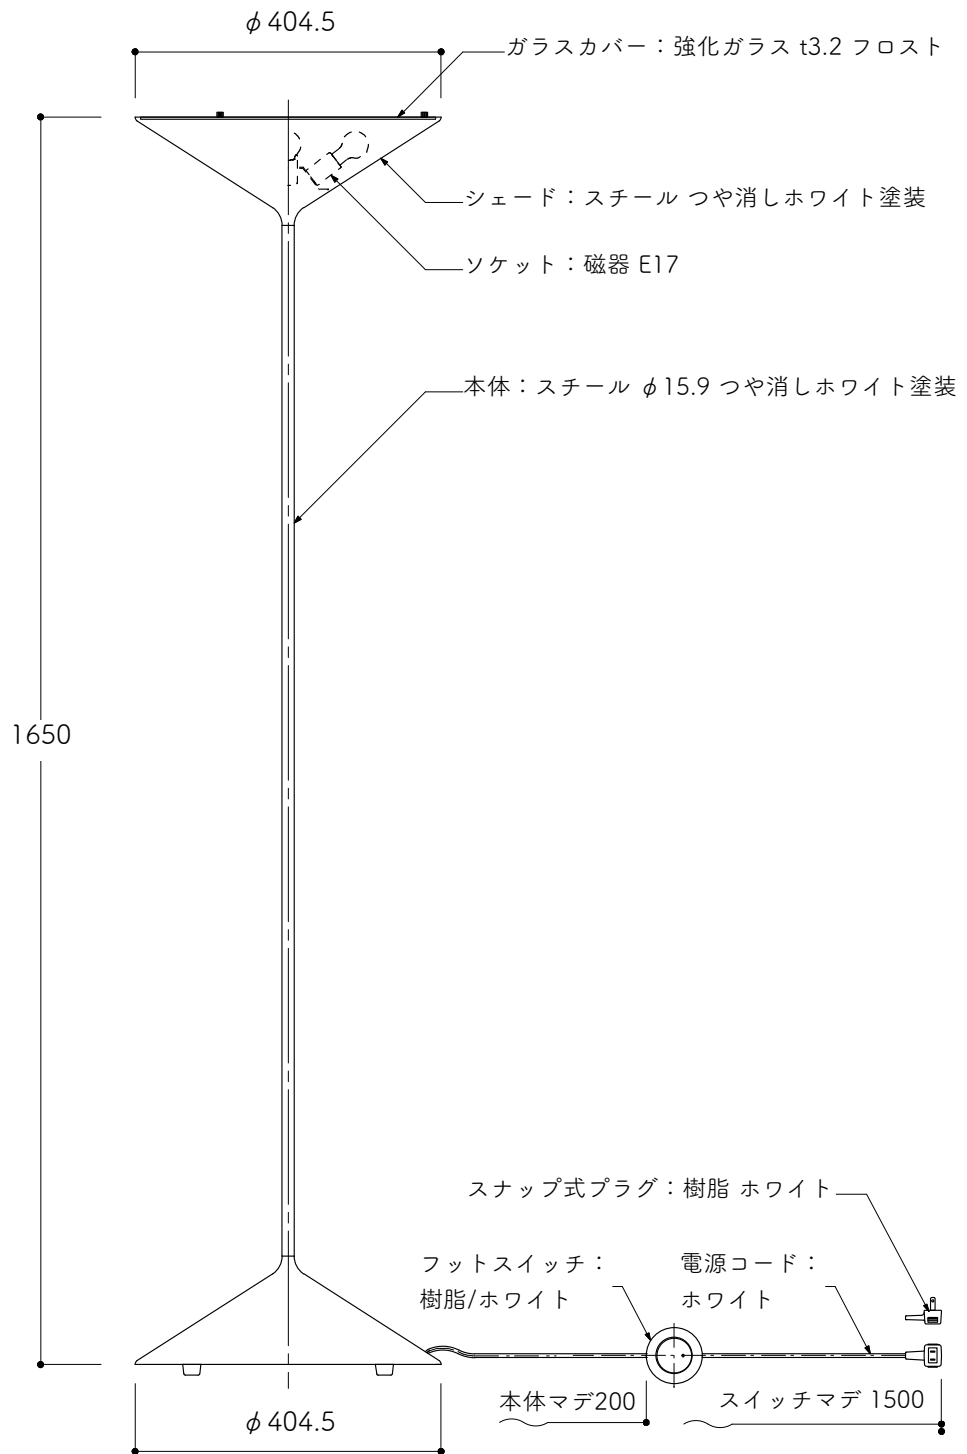 φ404.5
ガラスカバー：強化ガラス t3.2 フロスト
シェード：スチール つや消しホワイト塗装
ソケット：磁器 E17
本体：スチール φ15.9 つや消しホワイト塗装
1650
スナップ式プラグ：樹脂 ホワイト
フットスイッチ：
樹脂/ホワイト
電源コード：
ホワイト
本体マデ200
スイッチマデ 1500
φ404.5